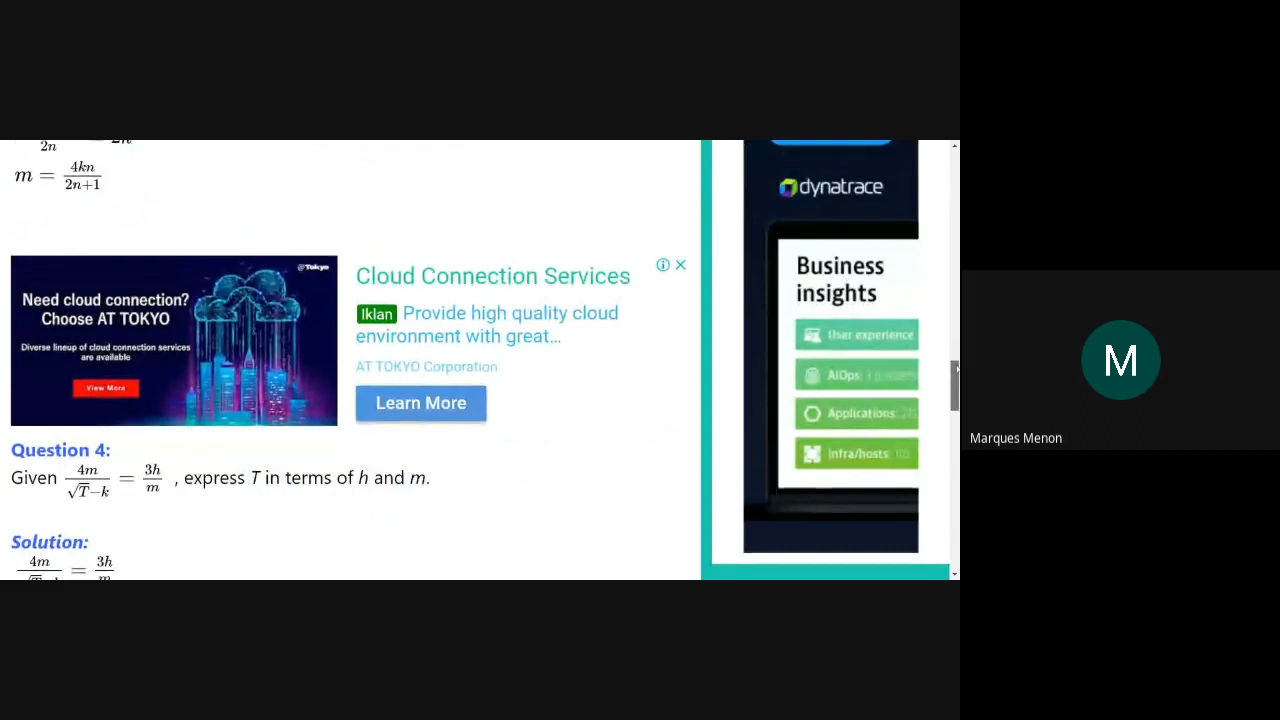 2n
m = 4kn/2n+1
@Tokyo
Need cloud connection?
Choose AT TOKYO
Diverse lineup of cloud connection services
are available
View More
Cloud Connection Services
Iklan Provide high quality cloud
environment with great...
AT TOKYO Corporation
Learn More
Question 4:
Given 4m/√T−k = 3h/m , express T in terms of h and m.
Solution:
4m = 3h
dynatrace
Business
insights
User experience
AIOps:
Applications:
Infra/hosts:
M
Marques Menon